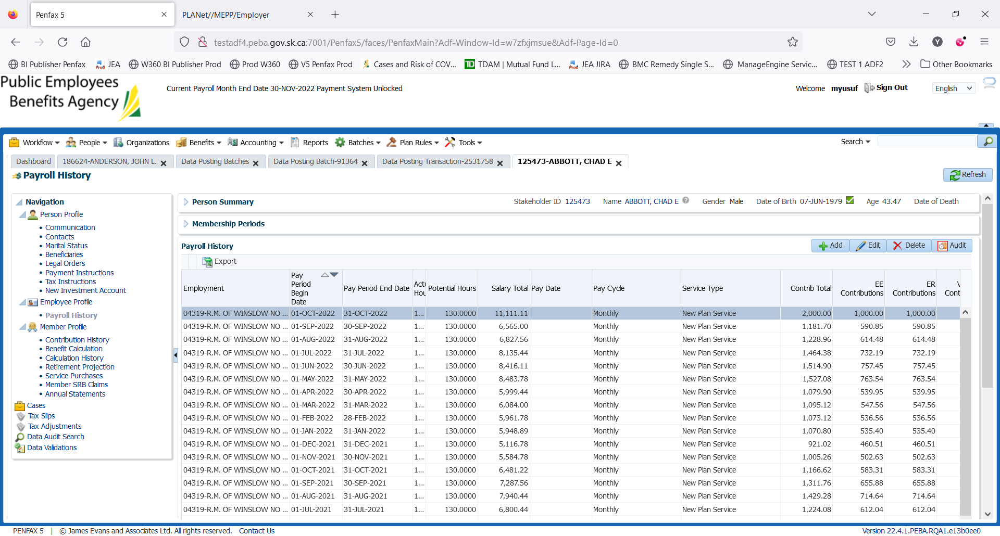 Penfax 5
PLANet//MEPP/Employer
testadf4.peba.gov.sk.ca:7001/Penfax5/faces/PenfaxMain?Adf-Window-Id=w7zfxjmsue&Adf-Page-Id=0
Y
BI Publisher Penfax JEA W360 BI Publisher Prod Prod W360 V5 Penfax Prod Cases and Risk of COV... TDAM | Mutual Fund L... JEA JIRA BMC Remedy Single S... ManageEngine Servic... TEST 1 ADF2 Other Bookmarks
Public Employees
Benefits Agency
Current Payroll Month End Date 30-NOV-2022 Payment System Unlocked
Welcome myusuf Sign Out English
Workflow People Organizations Benefits Accounting Reports Batches Plan Rules Tools Search
Dashboard 186624-ANDERSON, JOHN L. Data Posting Batches Data Posting Batch-91364 Data Posting Transaction-2531758 125473-ABBOTT, CHAD E
Payroll History
Refresh
Navigation
Person Profile
Communication
Contacts
Marital Status
Beneficiaries
Legal Orders
Payment Instructions
Tax Instructions
New Investment Account
Employee Profile
Payroll History
Member Profile
Contribution History
Benefit Calculation
Calculation History
Retirement Projection
Service Purchases
Member SRB Claims
Annual Statements
Cases
Tax Slips
Tax Adjustments
Data Audit Search
Data Validations
Person Summary Stakeholder ID 125473 Name ABBOTT, CHAD E Gender Male Date of Birth 07-JUN-1979 Age 43.47 Date of Death
Membership Periods
Payroll History Add Edit Delete Audit
Export
Employment Pay Period Begin Date Pay Period End Date Actu Hou Potential Hours Salary Total Pay Date Pay Cycle Service Type Contrib Total EE Contributions ER Contributions V Cont
04319-R.M. OF WINSLOW NO ... 01-OCT-2022 31-OCT-2022 1... 130.0000 11,111.11 Monthly New Plan Service 2,000.00 1,000.00 1,000.00
04319-R.M. OF WINSLOW NO ... 01-SEP-2022 30-SEP-2022 1... 130.0000 6,565.00 Monthly New Plan Service 1,181.70 590.85 590.85
04319-R.M. OF WINSLOW NO ... 01-AUG-2022 31-AUG-2022 1... 130.0000 6,827.56 Monthly New Plan Service 1,228.96 614.48 614.48
04319-R.M. OF WINSLOW NO ... 01-JUL-2022 31-JUL-2022 1... 130.0000 8,135.44 Monthly New Plan Service 1,464.38 732.19 732.19
04319-R.M. OF WINSLOW NO ... 01-JUN-2022 30-JUN-2022 1... 130.0000 8,416.11 Monthly New Plan Service 1,514.90 757.45 757.45
04319-R.M. OF WINSLOW NO ... 01-MAY-2022 31-MAY-2022 1... 130.0000 8,483.78 Monthly New Plan Service 1,527.08 763.54 763.54
04319-R.M. OF WINSLOW NO ... 01-APR-2022 30-APR-2022 1... 130.0000 5,999.44 Monthly New Plan Service 1,079.90 539.95 539.95
04319-R.M. OF WINSLOW NO ... 01-MAR-2022 31-MAR-2022 1... 130.0000 6,084.00 Monthly New Plan Service 1,095.12 547.56 547.56
04319-R.M. OF WINSLOW NO ... 01-FEB-2022 28-FEB-2022 1... 130.0000 5,961.78 Monthly New Plan Service 1,073.12 536.56 536.56
04319-R.M. OF WINSLOW NO ... 01-JAN-2022 31-JAN-2022 1... 130.0000 5,948.89 Monthly New Plan Service 1,070.80 535.40 535.40
04319-R.M. OF WINSLOW NO ... 01-DEC-2021 31-DEC-2021 1... 130.0000 5,116.78 Monthly New Plan Service 921.02 460.51 460.51
04319-R.M. OF WINSLOW NO ... 01-NOV-2021 30-NOV-2021 1... 130.0000 5,584.78 Monthly New Plan Service 1,005.26 502.63 502.63
04319-R.M. OF WINSLOW NO ... 01-OCT-2021 31-OCT-2021 1... 130.0000 6,481.22 Monthly New Plan Service 1,166.62 583.31 583.31
04319-R.M. OF WINSLOW NO ... 01-SEP-2021 30-SEP-2021 1... 130.0000 7,287.56 Monthly New Plan Service 1,311.76 655.88 655.88
04319-R.M. OF WINSLOW NO ... 01-AUG-2021 31-AUG-2021 1... 130.0000 7,940.44 Monthly New Plan Service 1,429.28 714.64 714.64
04319-R.M. OF WINSLOW NO ... 01-JUL-2021 31-JUL-2021 1... 130.0000 6,800.44 Monthly New Plan Service 1,224.08 612.04 612.04
PENFAX 5 | © James Evans and Associates Ltd. All rights reserved. Contact Us Version 22.4.1.PEBA.RQA1.e13b0ee0